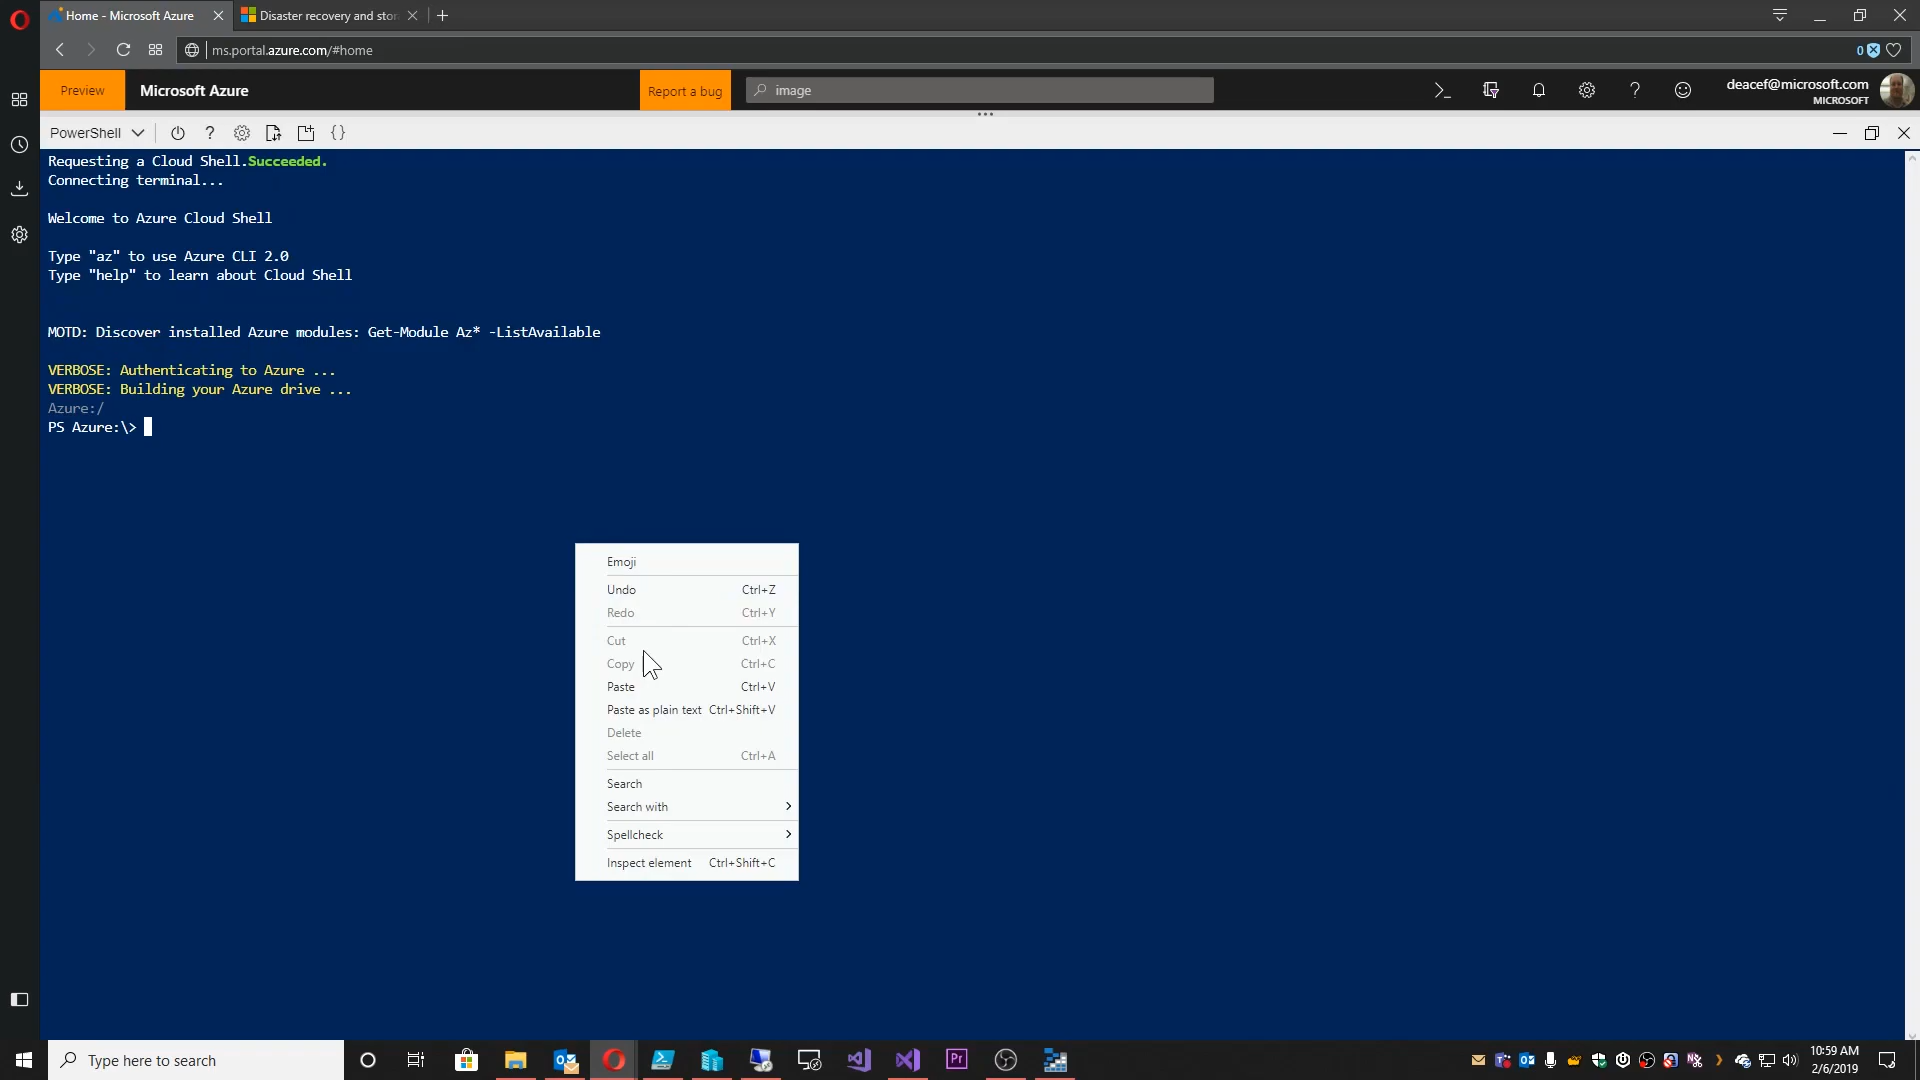 Home - Microsoft Azure
Disaster recovery and stor
ms.portal.azure.com/#home
0
Preview
Microsoft Azure
Report a bug
image
deacef@microsoft.com
MICROSOFT
PowerShell
Requesting a Cloud Shell.Succeeded.
Connecting terminal...
Welcome to Azure Cloud Shell
Type "az" to use Azure CLI 2.0
Type "help" to learn about Cloud Shell
MOTD: Discover installed Azure modules: Get-Module Az* -ListAvailable
VERBOSE: Authenticating to Azure ...
VERBOSE: Building your Azure drive ...
Azure:/
PS Azure:\>
Emoji
Undo Ctrl+Z
Redo Ctrl+Y
Cut Ctrl+X
Copy Ctrl+C
Paste Ctrl+V
Paste as plain text Ctrl+Shift+V
Delete
Select all Ctrl+A
Search
Search with
Spellcheck
Inspect element Ctrl+Shift+C
Type here to search
Pr
10:59 AM
2/6/2019